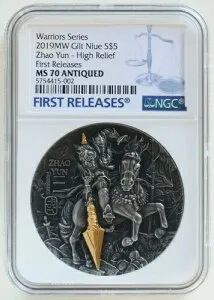 Warriors Series
2019MW Gilt Niue S$5
Zhao Yun - High Relief
First Releases
MS 70 ANTIQUED
5754415-002
FIRST RELEASES
NGC
ZHAO
YUN